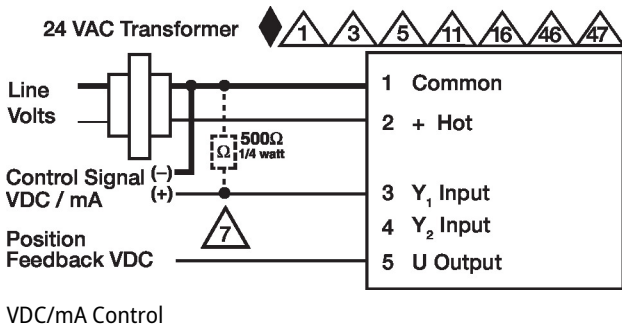 24 VAC Transformer
1 3 5 11 16 46 47
Line
Volts
1 Common
2 + Hot
500Ω
1/4 watt
Ω
Control Signal (–)
VDC / mA (+)
3 Y1 Input
4 Y2 Input
7
Position
Feedback VDC
5 U Output
VDC/mA Control